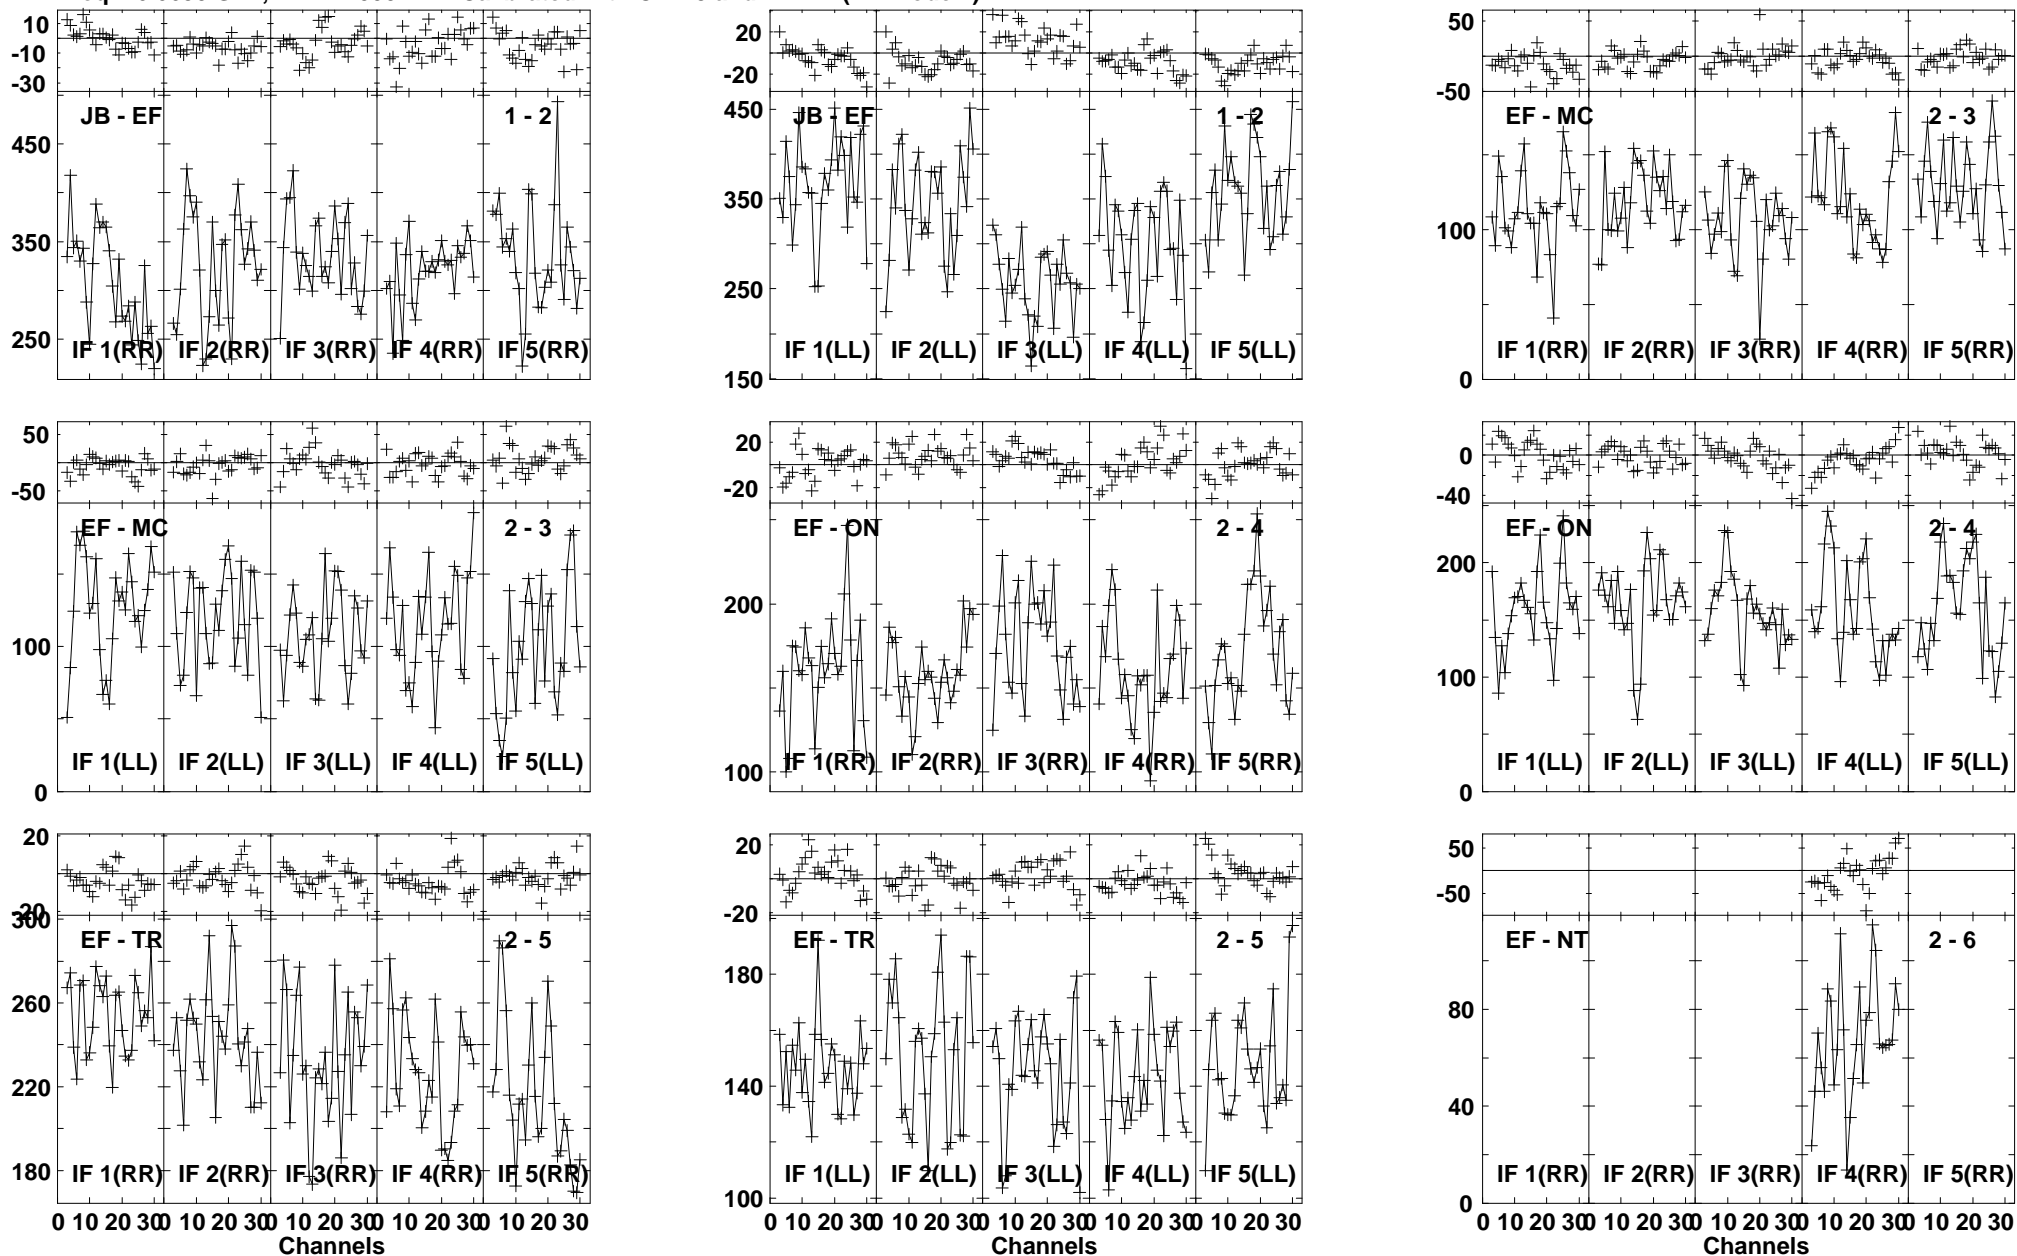 10
-10
-30
JB - EF
1 - 2
450
350
250
IF 1(RR) IF 2(RR) IF 3(RR) IF 4(RR) IF 5(RR)
20
-20
JB - EF
1 - 2
450
350
250
150
IF 1(LL) IF 2(LL) IF 3(LL) IF 4(LL) IF 5(LL)
50
-50
EF - MC
2 - 3
100
0
IF 1(RR) IF 2(RR) IF 3(RR) IF 4(RR) IF 5(RR)
50
-50
EF - MC
2 - 3
100
0
IF 1(LL) IF 2(LL) IF 3(LL) IF 4(LL) IF 5(LL)
20
-20
EF - ON
2 - 4
200
100
IF 1(RR) IF 2(RR) IF 3(RR) IF 4(RR) IF 5(RR)
0
-40
EF - ON
2 - 4
200
100
0
IF 1(LL) IF 2(LL) IF 3(LL) IF 4(LL) IF 5(LL)
20
-20
300
EF - TR
2 - 5
260
220
180
IF 1(RR) IF 2(RR) IF 3(RR) IF 4(RR) IF 5(RR)
0 10 20 30 0 10 20 30 0 10 20 30 0 10 20 30 0 10 20 30
Channels
20
-20
EF - TR
2 - 5
180
140
100
IF 1(LL) IF 2(LL) IF 3(LL) IF 4(LL) IF 5(LL)
0 10 20 30 0 10 20 30 0 10 20 30 0 10 20 30 0 10 20 30
Channels
50
-50
EF - NT
2 - 6
80
40
0
IF 1(RR) IF 2(RR) IF 3(RR) IF 4(RR) IF 5(RR)
0 10 20 30 0 10 20 30 0 10 20 30 0 10 20 30 0 10 20 30
Channels